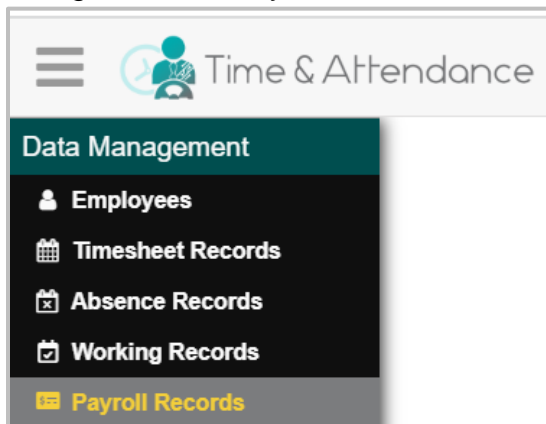 Time & Attendance
Data Management
Employees
Timesheet Records
Absence Records
Working Records
Payroll Records